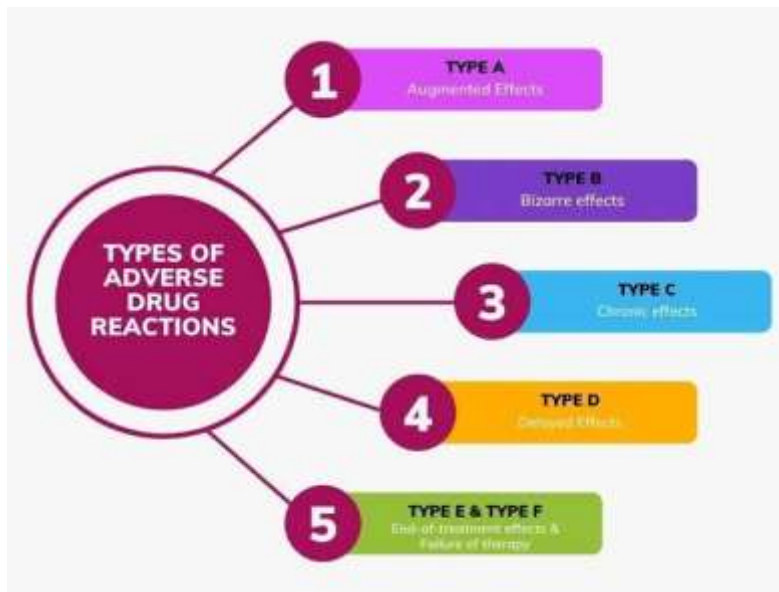 TYPES OF
ADVERSE
DRUG
REACTIONS
1
TYPE A
Augmented Effects
2
TYPE B
Bizarre effects
3
TYPE C
Chronic effects
4
TYPE D
Delayed Effects
5
TYPE E & TYPE F
End-of-treatment effects &
Failure of therapy